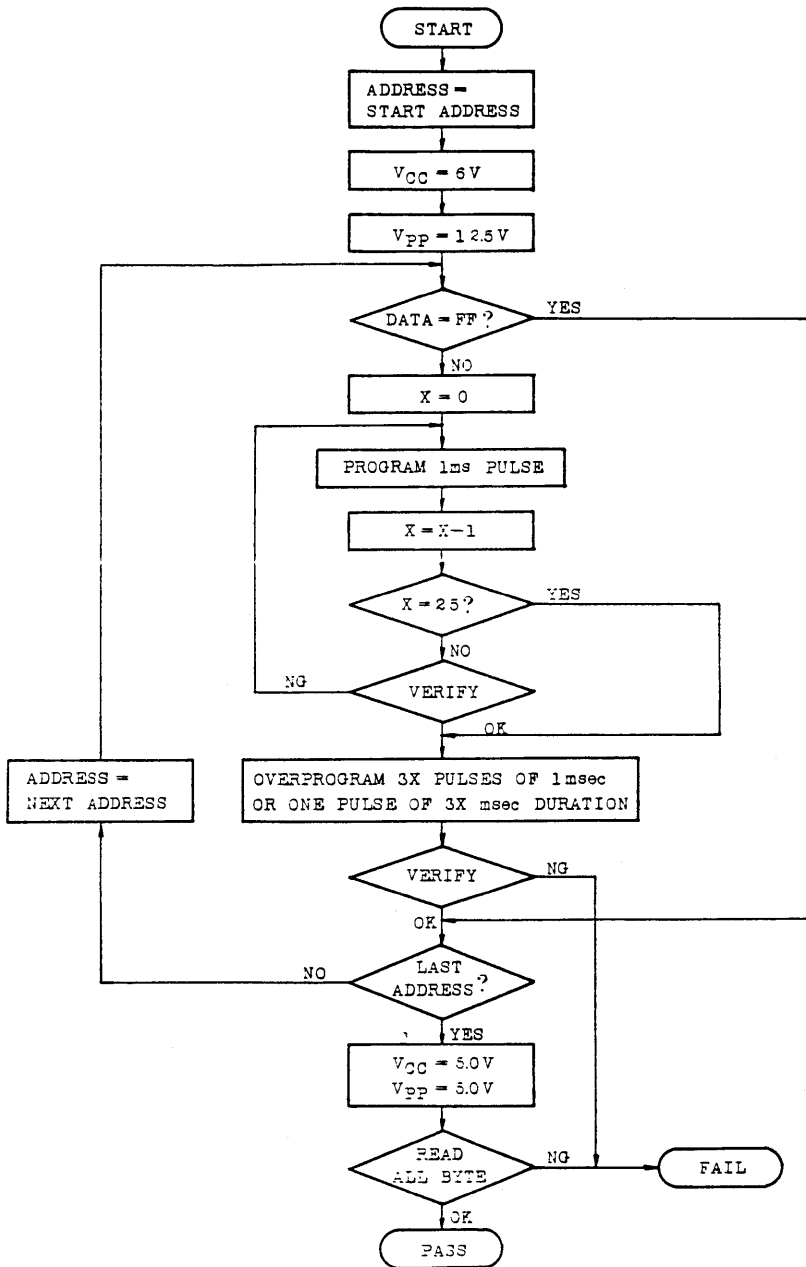 START
ADDRESS =
START ADDRESS
VCC = 6V
VPP = 12.5V
DATA = FF?
YES
NO
X = 0
PROGRAM 1ms PULSE
X = X-1
X = 25?
YES
NO
NG
VERIFY
OK
ADDRESS =
NEXT ADDRESS
OVERPROGRAM 3X PULSES OF 1msec
OR ONE PULSE OF 3X msec DURATION
VERIFY
NG
OK
NO
LAST
ADDRESS?
YES
VCC = 5.0V
VPP = 5.0V
READ
ALL BYTE
NG
FAIL
OK
PASS